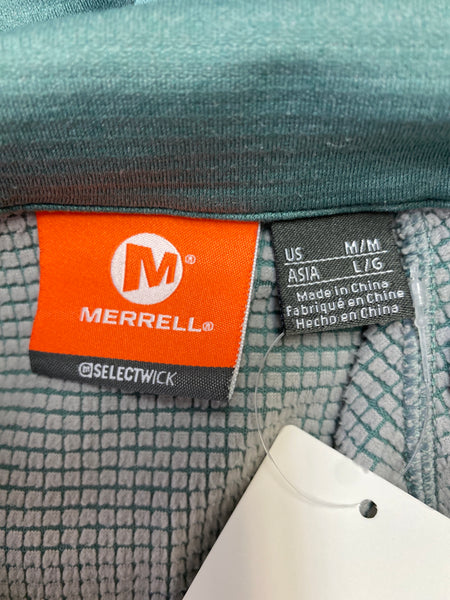 M®
MERRELL®
M SELECTWICK
US M/M
ASIA L/G
Made in China
Fabriqué en Chine
Hecho en China